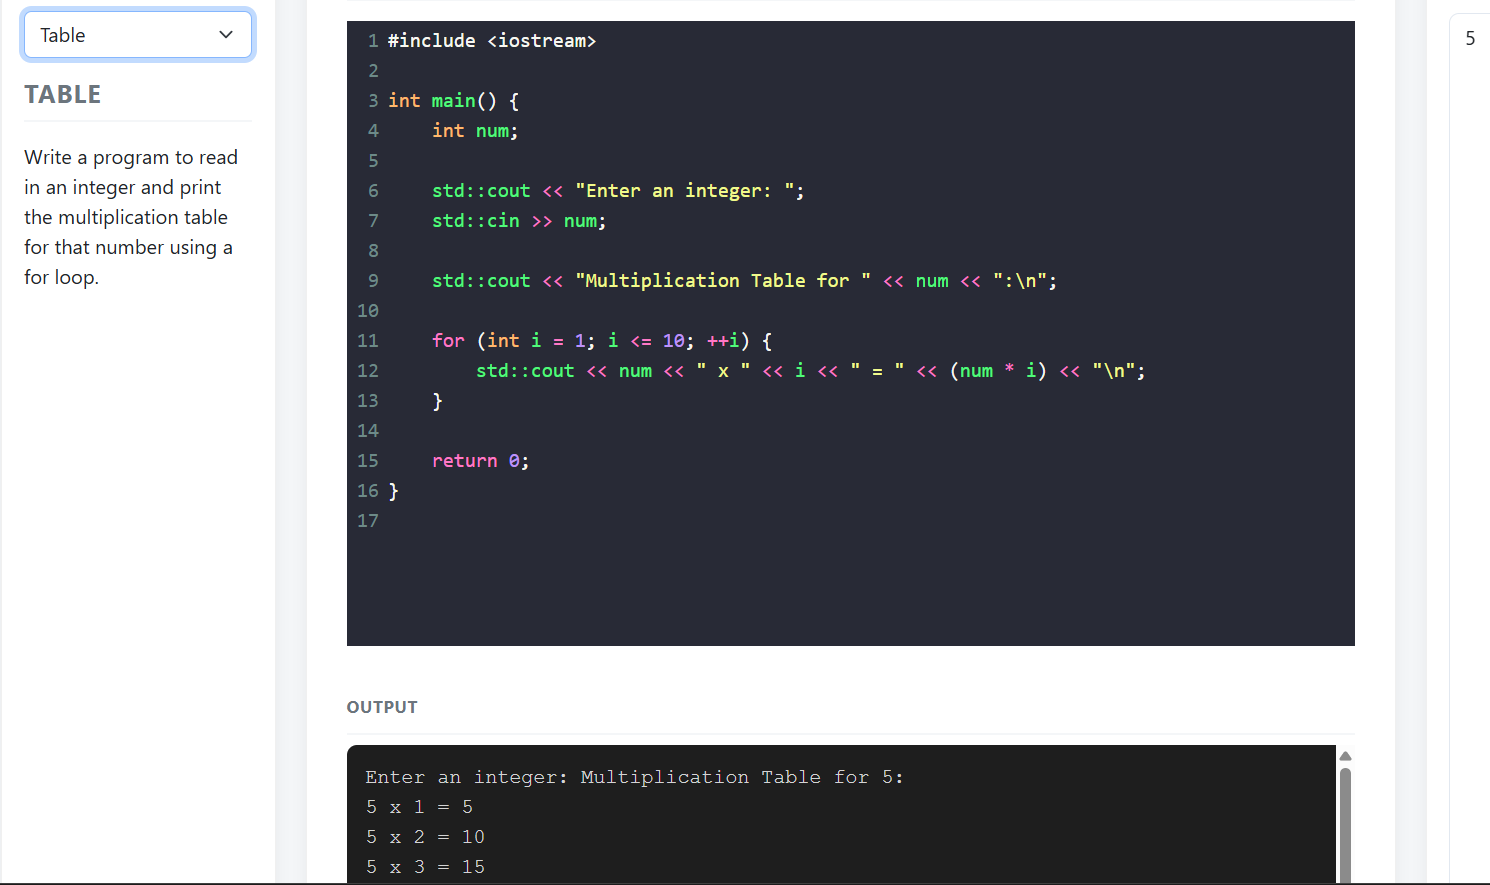 Table
TABLE
Write a program to read
in an integer and print
the multiplication table
for that number using a
for loop.
1 #include <iostream>
2
3 int main() {
4     int num;
5
6     std::cout << "Enter an integer: ";
7     std::cin >> num;
8
9     std::cout << "Multiplication Table for " << num << ":\n";
10
11     for (int i = 1; i <= 10; ++i) {
12         std::cout << num << " x " << i << " = " << (num * i) << "\n";
13     }
14
15     return 0;
16 }
17
OUTPUT
Enter an integer: Multiplication Table for 5:
5 x 1 = 5
5 x 2 = 10
5 x 3 = 15
5